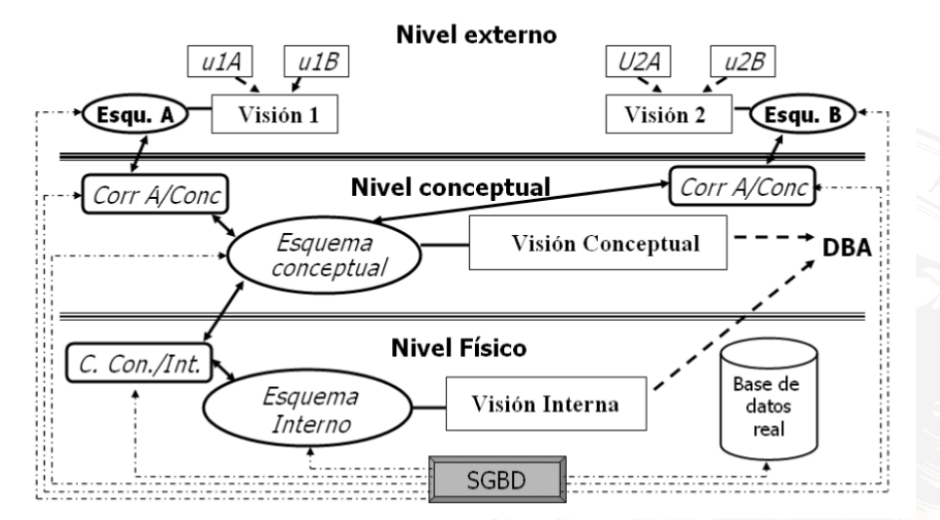 Nivel externo
u1A
u1B
U2A
u2B
Esqu. A
Visión 1
Visión 2
Esqu. B
Corr A/Conc
Nivel conceptual
Corr A/Conc
Esquema
conceptual
Visión Conceptual
DBA
Nivel Físico
C. Con./Int.
Esquema
Interno
Visión Interna
Base de
datos
real
SGBD